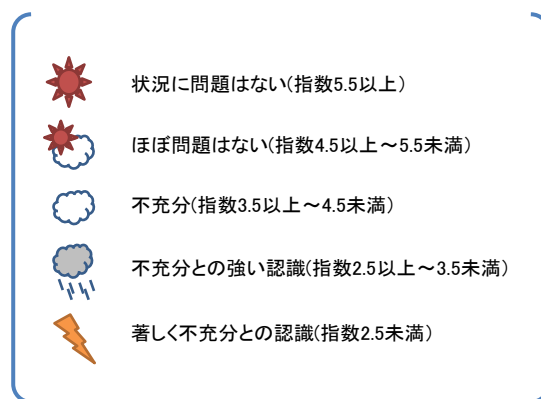 状況に問題はない(指数5.5以上)
ほぼ問題はない(指数4.5以上～5.5未満)
不充分(指数3.5以上～4.5未満)
不充分との強い認識(指数2.5以上～3.5未満)
著しく不充分との認識(指数2.5未満)